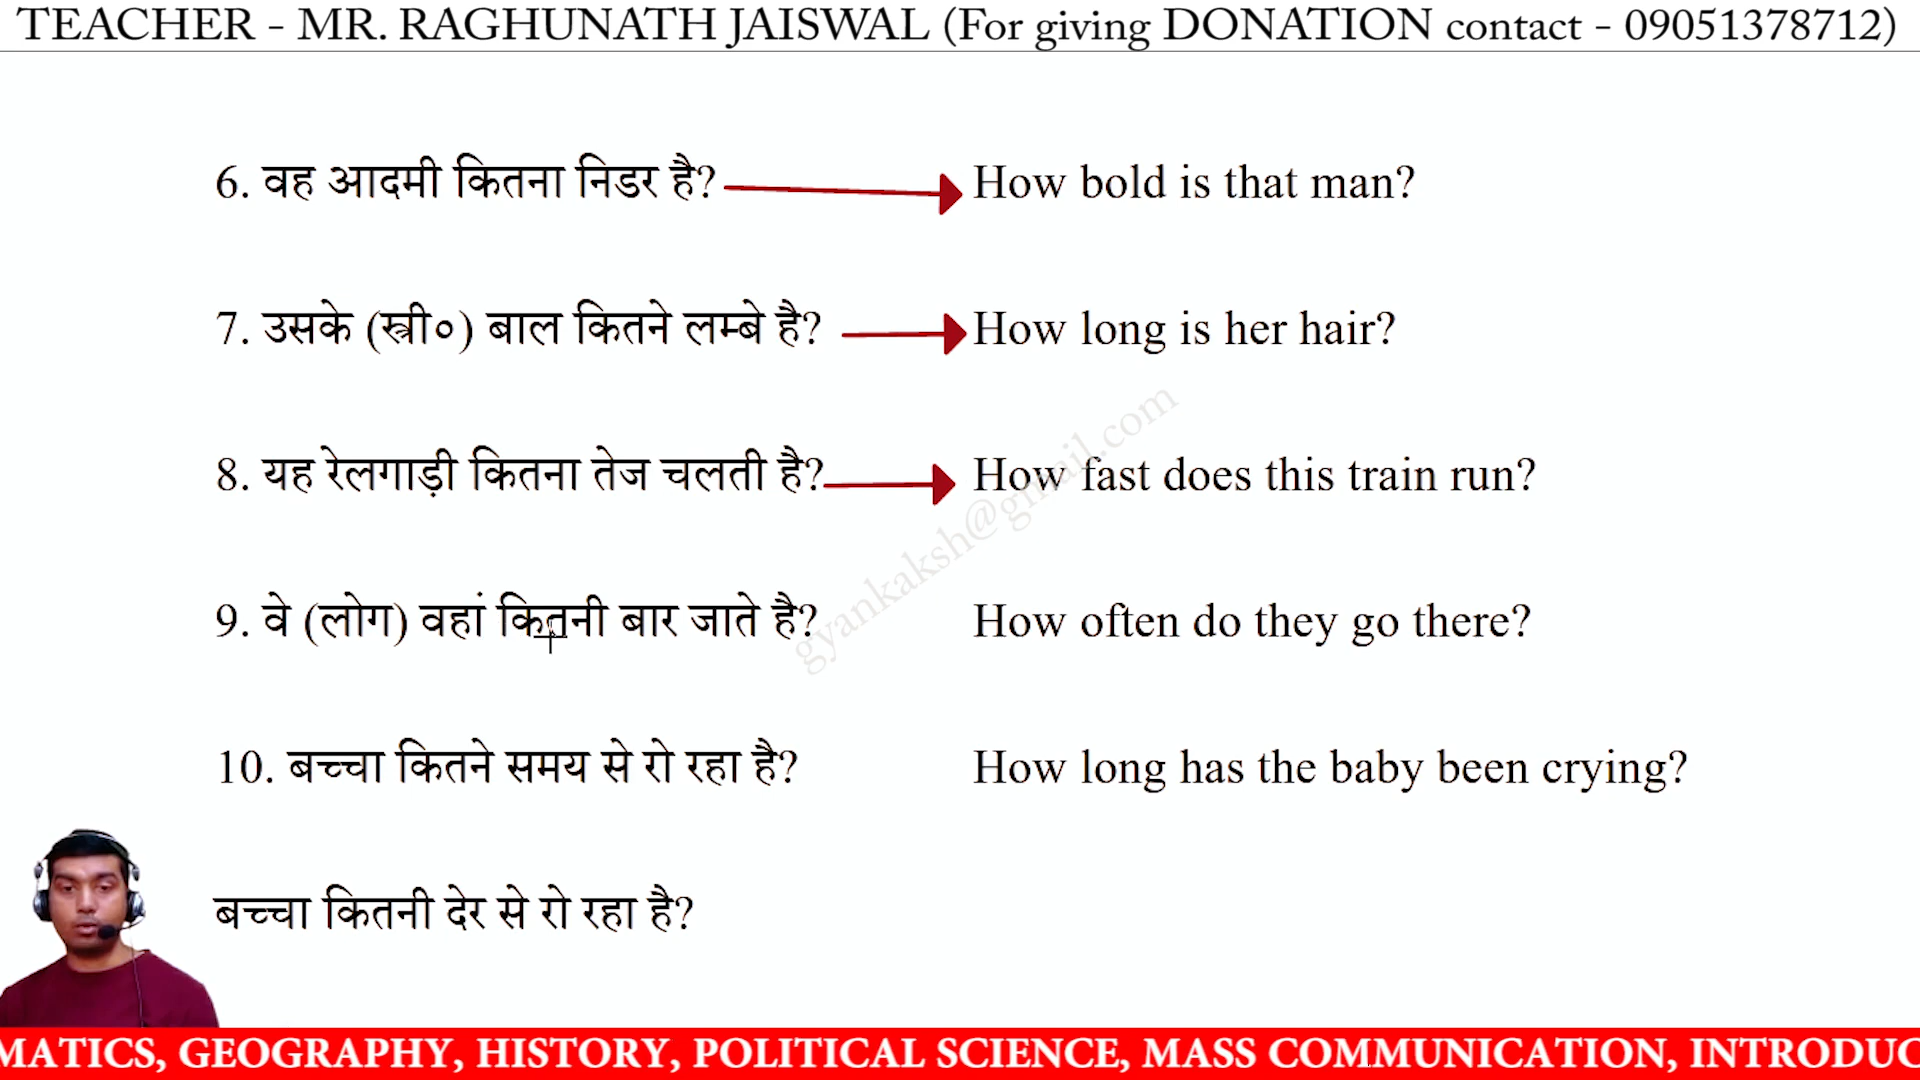 TEACHER - MR. RAGHUNATH JAISWAL (For giving DONATION contact - 09051378712)
6. वह आदमी कितना निडर है? How bold is that man?
7. उसके (स्त्री०) बाल कितने लम्बे है? How long is her hair?
8. यह रेलगाड़ी कितना तेज चलती है? How fast does this train run?
9. वे (लोग) वहां कितनी बार जाते है? How often do they go there?
10. बच्चा कितने समय से रो रहा है? How long has the baby been crying?
बच्चा कितनी देर से रो रहा है?
gyankaksh@gmail.com
MATICS, GEOGRAPHY, HISTORY, POLITICAL SCIENCE, MASS COMMUNICATION, INTRODUC